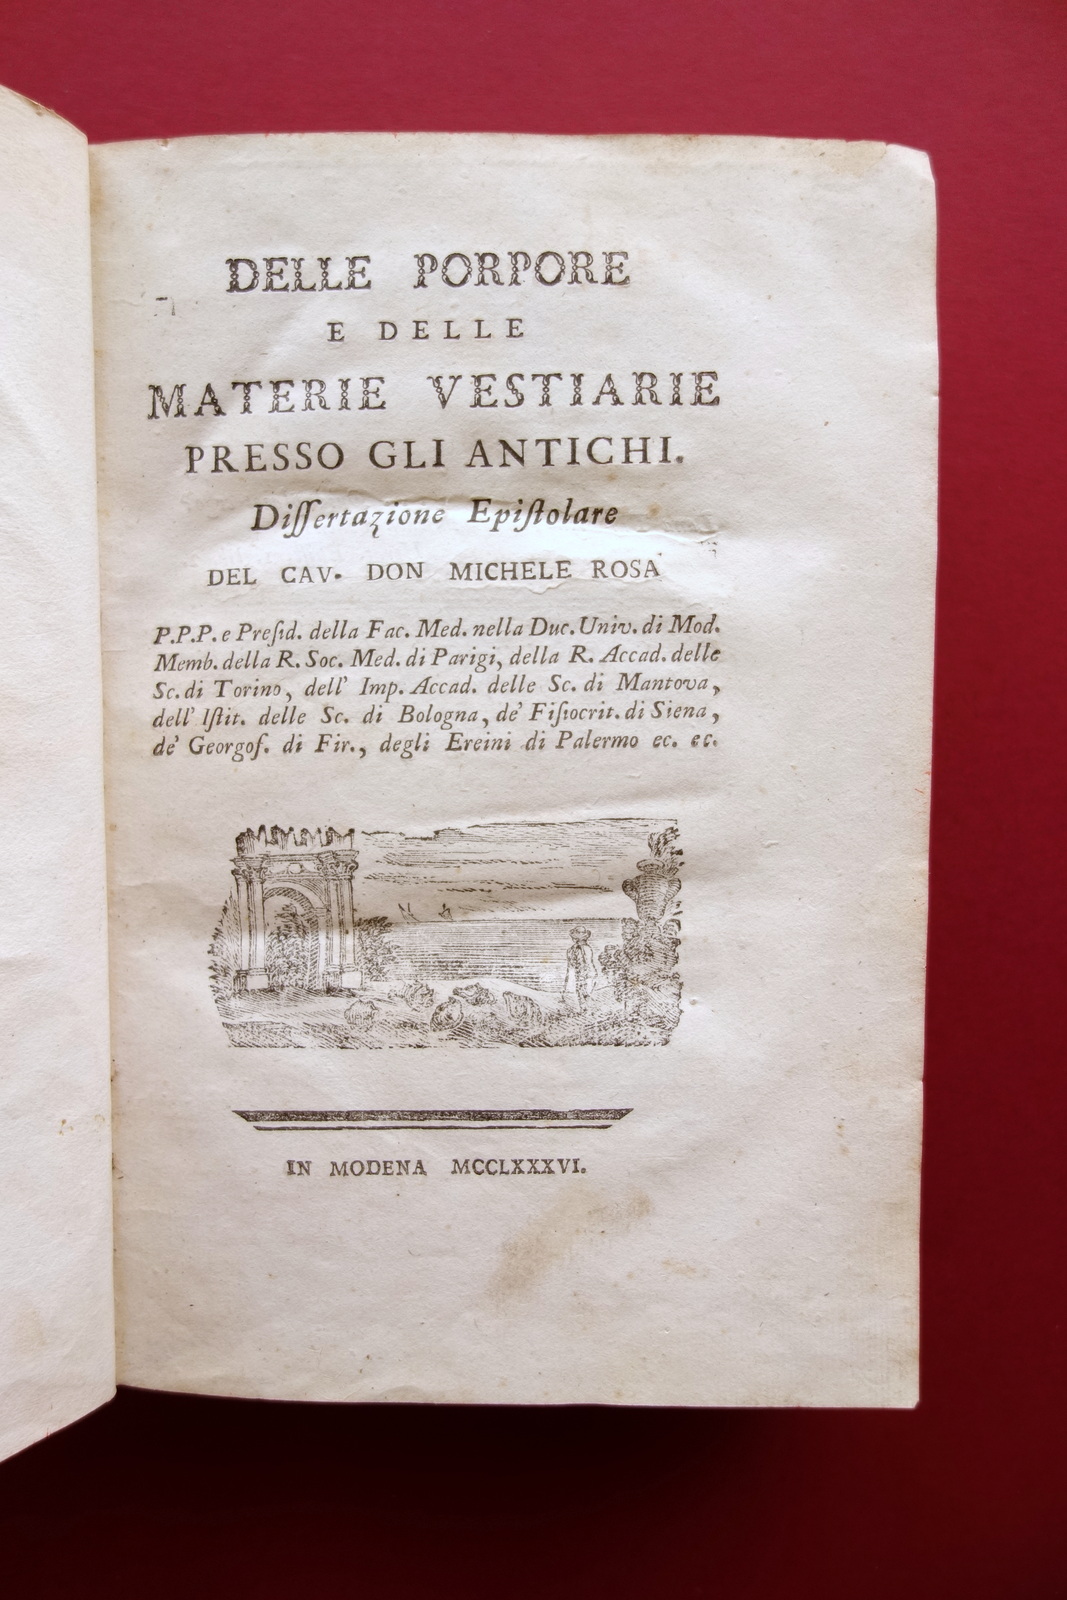 DELLE PORPORE
E DELLE
MATERIE VESTIARIE
PRESSO GLI ANTICHI.
Diſſertazione Epiſtolare
DEL CAV. DON MICHELE ROSA
P.P.P. e Preſid. della Fac. Med. nella Duc. Univ. di Mod.
Memb. della R. Soc. Med. di Parigi, della R. Accad. delle
Sc. di Torino, dell' Imp. Accad. delle Sc. di Mantova,
dell' Iſtit. delle Sc. di Bologna, de' Fiſiocrit. di Siena,
de' Georgof. di Fir., degli Ereini di Palermo ec. ec.
IN MODENA MCCLXXXVI.